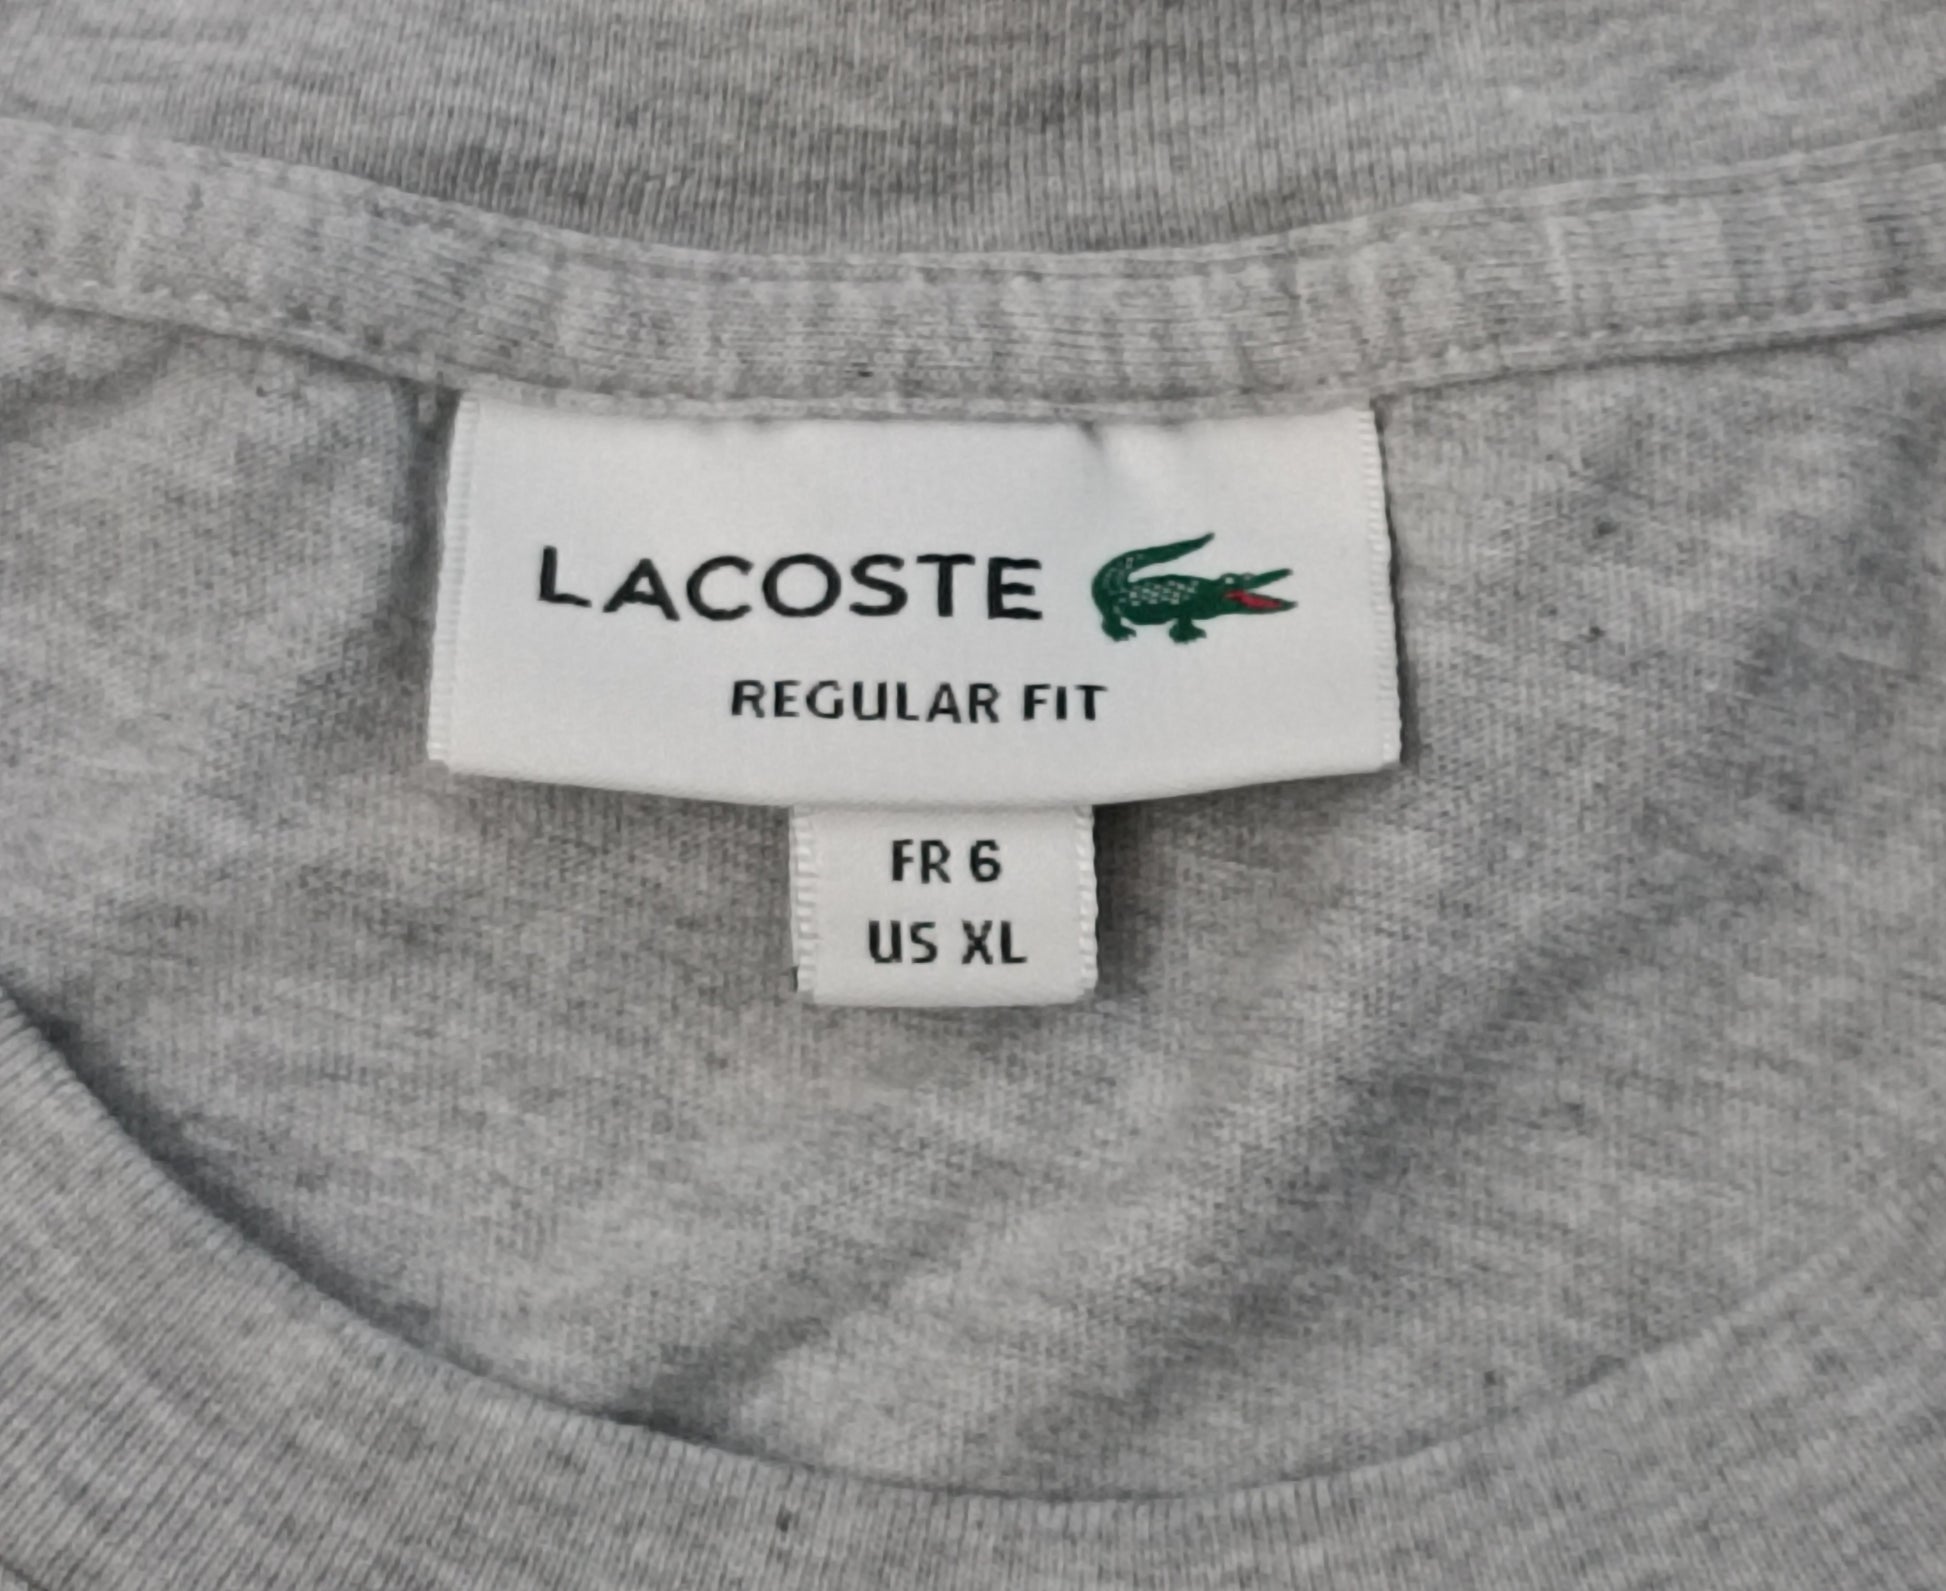 LACOSTE
REGULAR FIT
FR 6
US XL